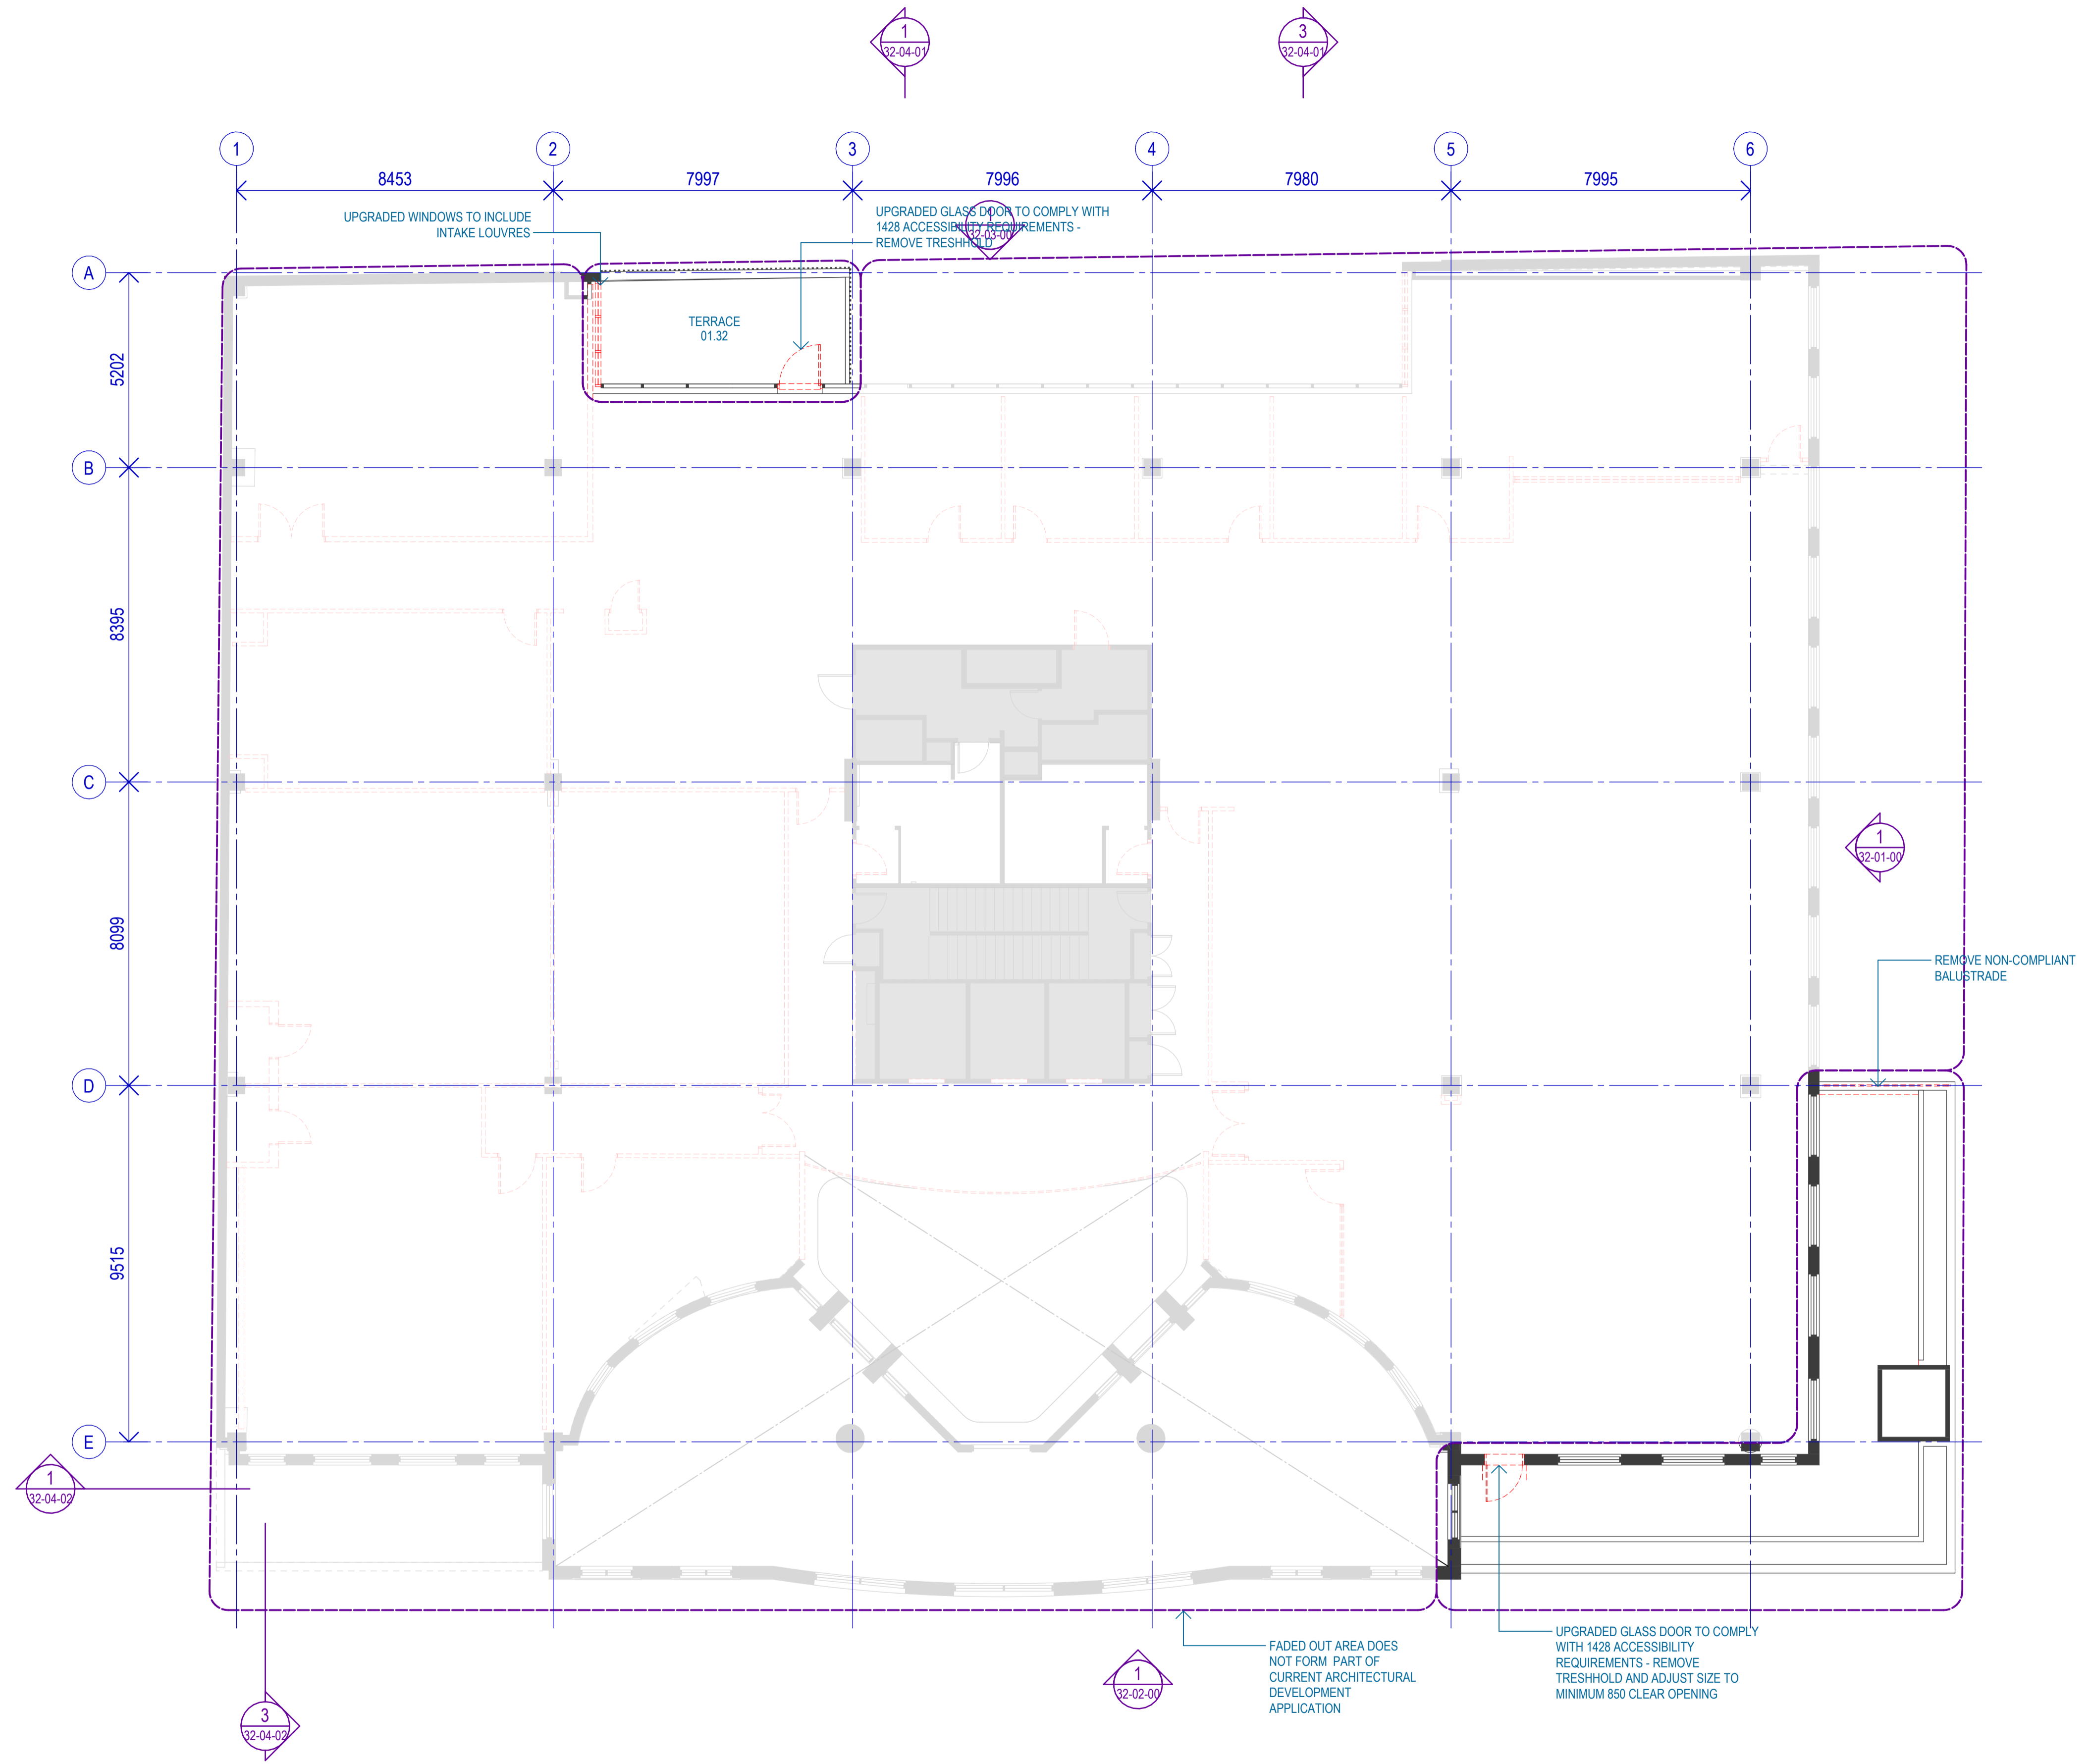 1
32-04-01
3
32-04-01
1
2
3
4
5
6
8453
7997
7996
7980
7995
UPGRADED WINDOWS TO INCLUDE
INTAKE LOUVRES
UPGRADED GLASS DOOR TO COMPLY WITH
1428 ACCESSIBILITY REQUIREMENTS -
REMOVE TRESHHOLD
1
32-03-00
A
TERRACE
01.32
5202
B
8395
C
1
32-01-00
8099
REMOVE NON-COMPLIANT
BALUSTRADE
D
9515
E
1
32-04-02
FADED OUT AREA DOES
NOT FORM PART OF
CURRENT ARCHITECTURAL
DEVELOPMENT
APPLICATION
UPGRADED GLASS DOOR TO COMPLY
WITH 1428 ACCESSIBILITY
REQUIREMENTS - REMOVE
TRESHHOLD AND ADJUST SIZE TO
MINIMUM 850 CLEAR OPENING
1
32-02-00
3
32-04-02